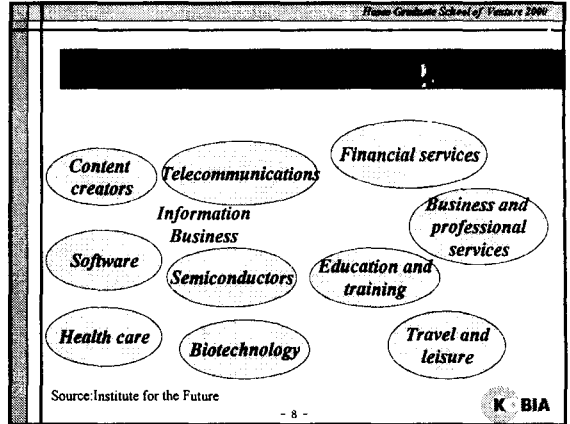 Hoseo Graduate School of Venture 2000
Content
creators
Telecommunications
Financial services
Information
Business
Business and
professional
services
Software
Semiconductors
Education and
training
Health care
Biotechnology
Travel and
leisure
Source:Institute for the Future
- 8 -
K BIA